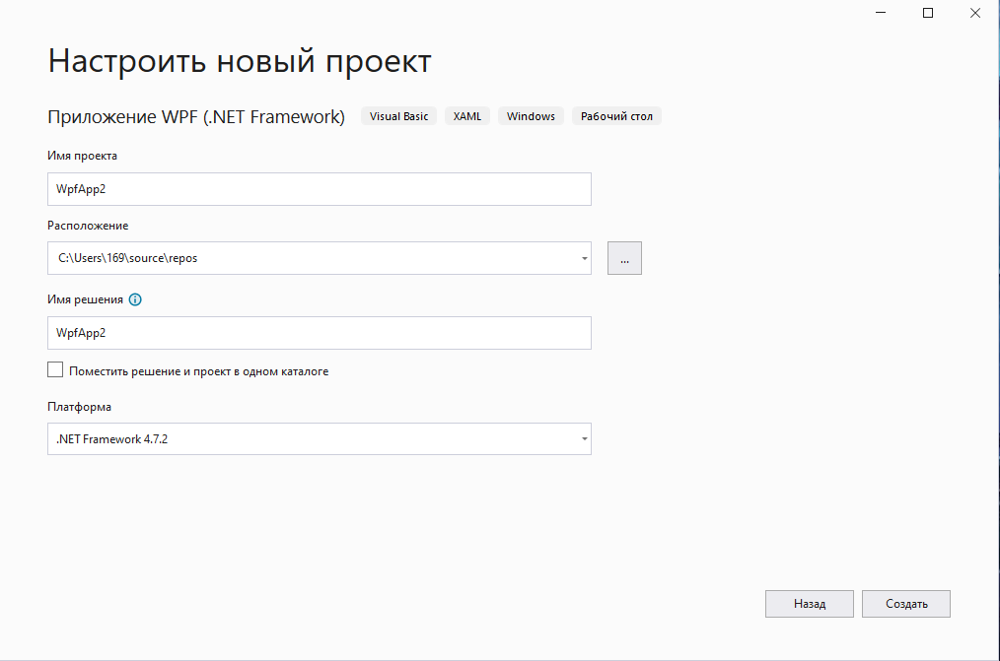 Настроить новый проект
Приложение WPF (.NET Framework) Visual Basic XAML Windows Рабочий стол
Имя проекта
WpfApp2
Расположение
C:\Users\169\source\repos
...
Имя решения
WpfApp2
Поместить решение и проект в одном каталоге
Платформа
.NET Framework 4.7.2
Назад Создать